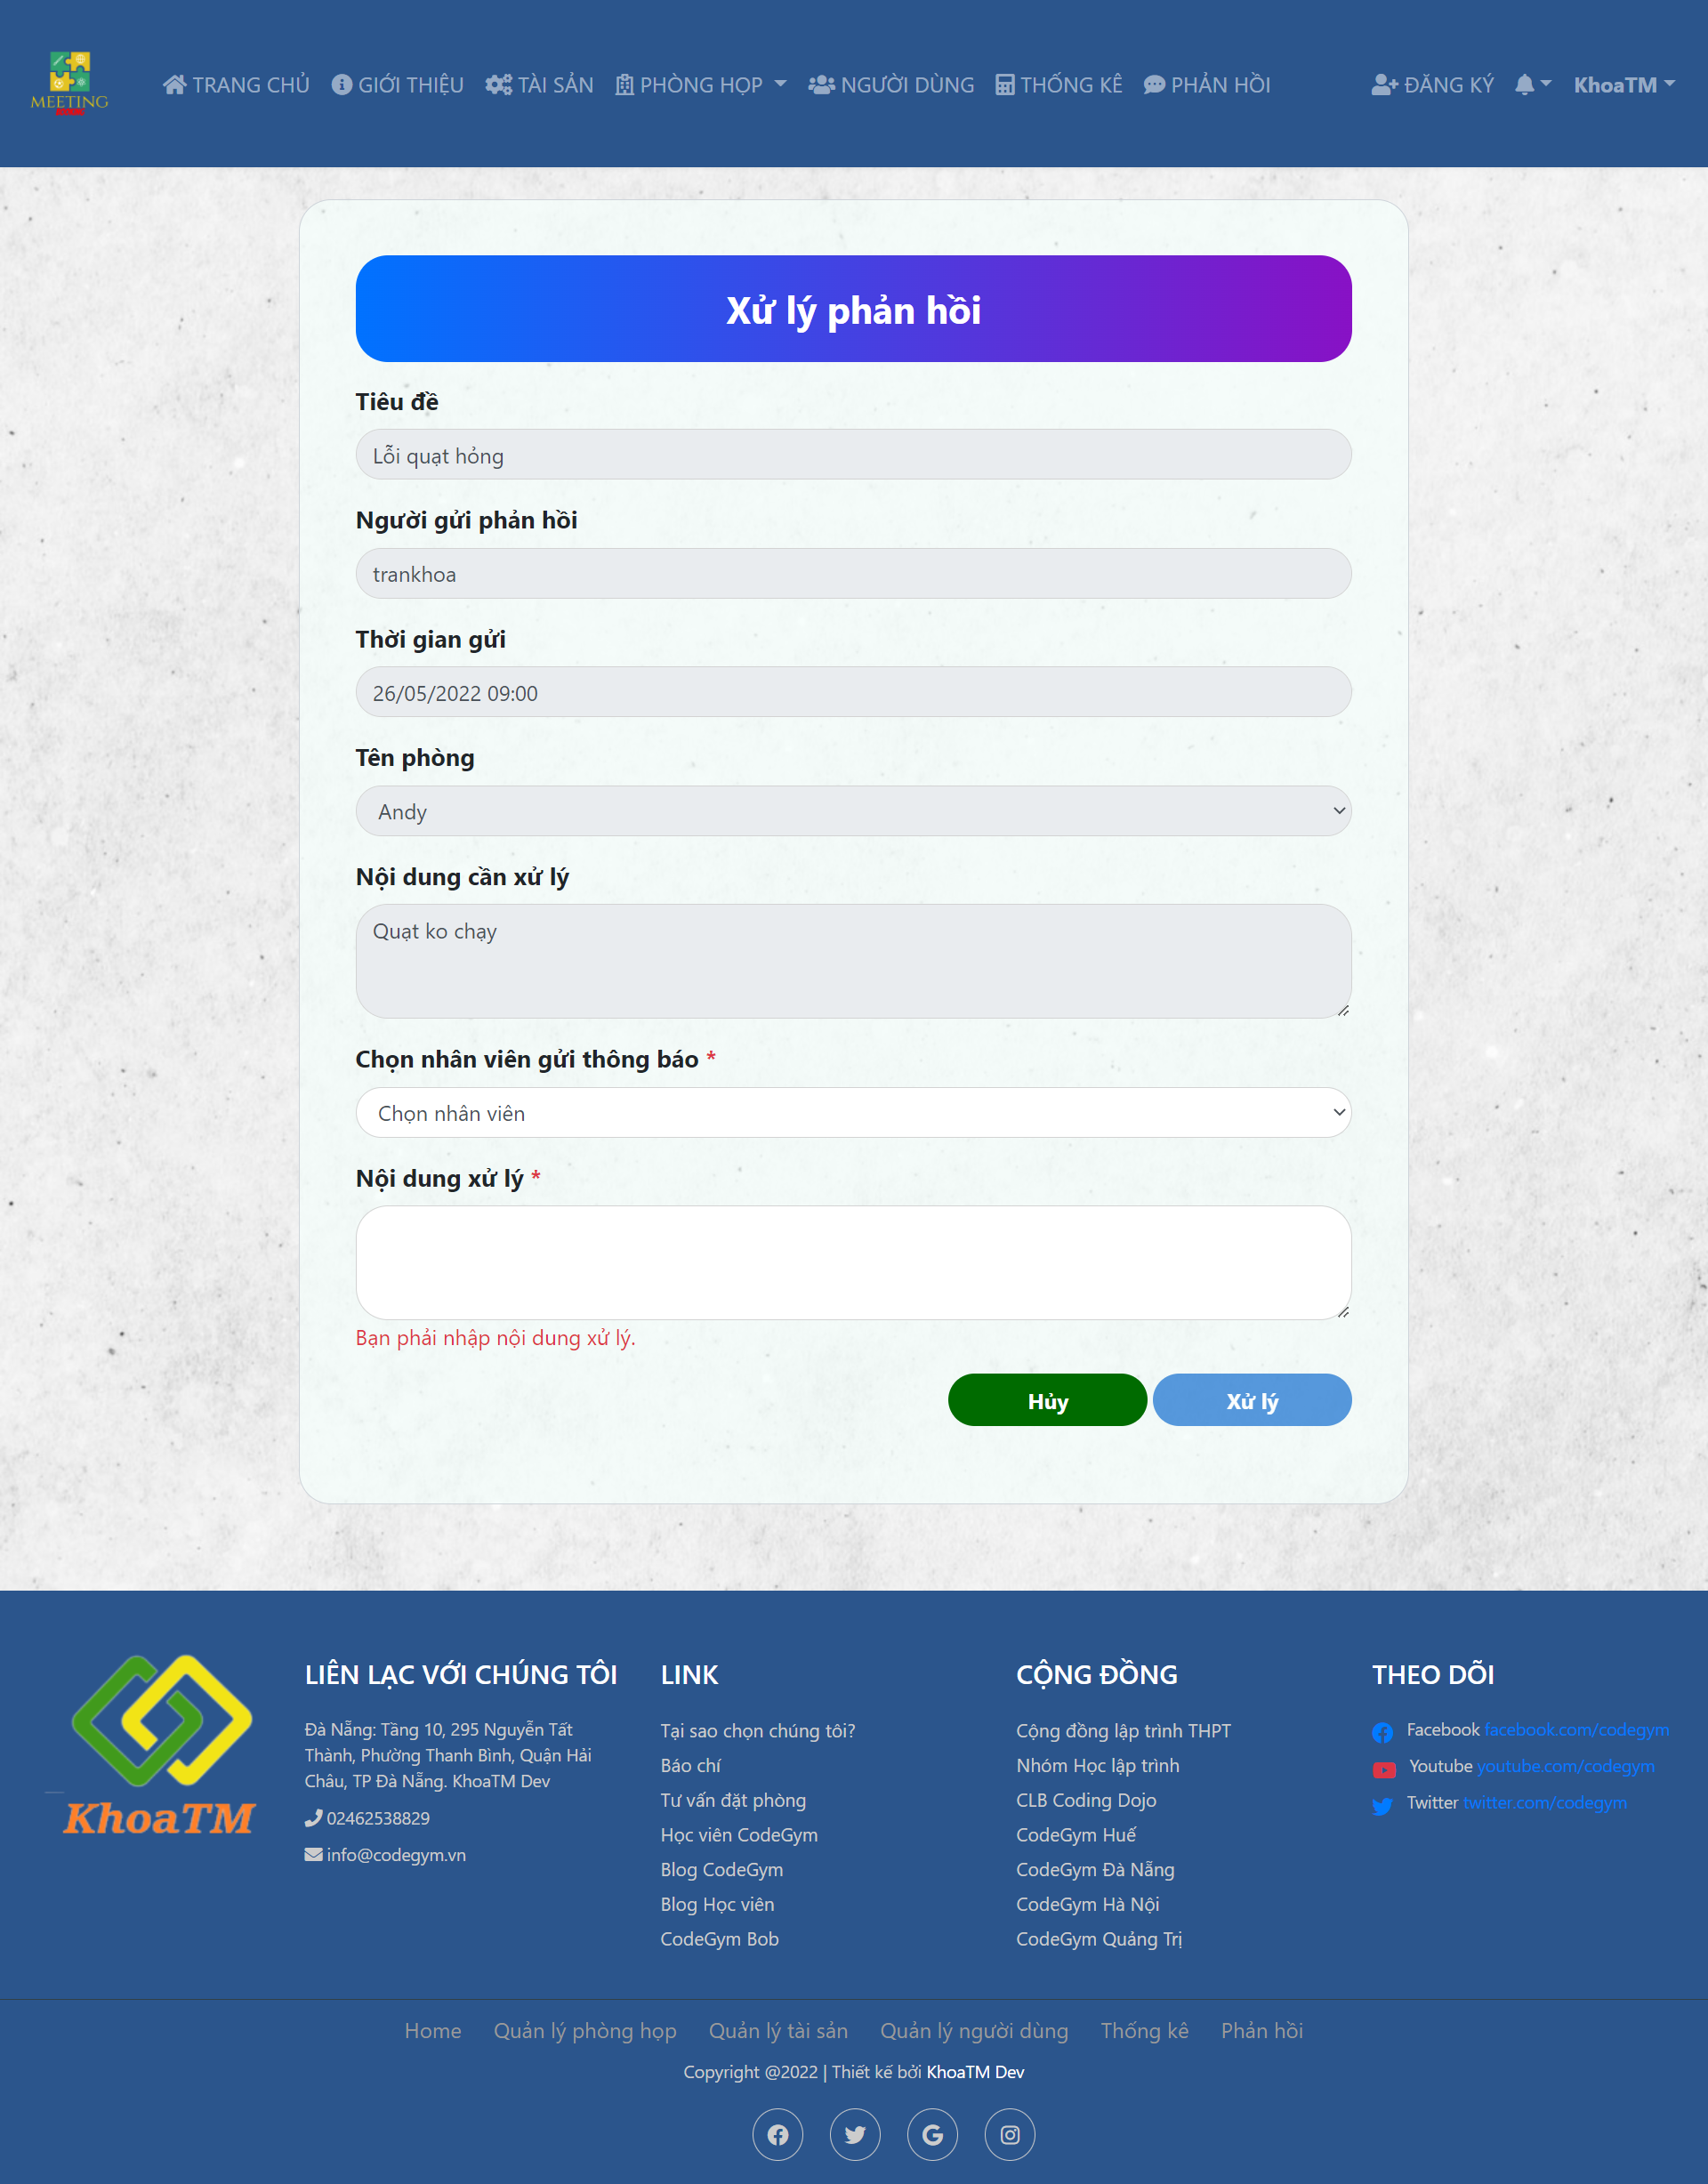 MEETING
TRANG CHỦ
GIỚI THIỆU
TÀI SẢN
PHÒNG HỌP
NGƯỜI DÙNG
THỐNG KÊ
PHẢN HỒI
ĐĂNG KÝ
KhoaTM
Xử lý phản hồi
Tiêu đề
Lỗi quạt hỏng
Người gửi phản hồi
trankhoa
Thời gian gửi
26/05/2022 09:00
Tên phòng
Andy
Nội dung cần xử lý
Quạt ko chạy
Chọn nhân viên gửi thông báo *
Chọn nhân viên
Nội dung xử lý *
Bạn phải nhập nội dung xử lý.
Hủy
Xử lý
KhoaTM
LIÊN LẠC VỚI CHÚNG TÔI
Đà Nẵng: Tầng 10, 295 Nguyễn Tất
Thành, Phường Thanh Bình, Quận Hải
Châu, TP Đà Nẵng. KhoaTM Dev
02462538829
info@codegym.vn
LINK
Tại sao chọn chúng tôi?
Báo chí
Tư vấn đặt phòng
Học viên CodeGym
Blog CodeGym
Blog Học viên
CodeGym Bob
CỘNG ĐỒNG
Cộng đồng lập trình THPT
Nhóm Học lập trình
CLB Coding Dojo
CodeGym Huế
CodeGym Đà Nẵng
CodeGym Hà Nội
CodeGym Quảng Trị
THEO DÕI
Facebook facebook.com/codegym
Youtube youtube.com/codegym
Twitter twitter.com/codegym
Home
Quản lý phòng họp
Quản lý tài sản
Quản lý người dùng
Thống kê
Phản hồi
Copyright @2022 | Thiết kế bởi KhoaTM Dev